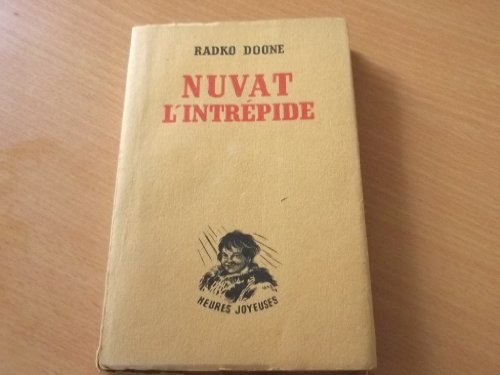 RADKO DOONE
NUVAT
L'INTRÉPIDE
HEURES JOYEUSES